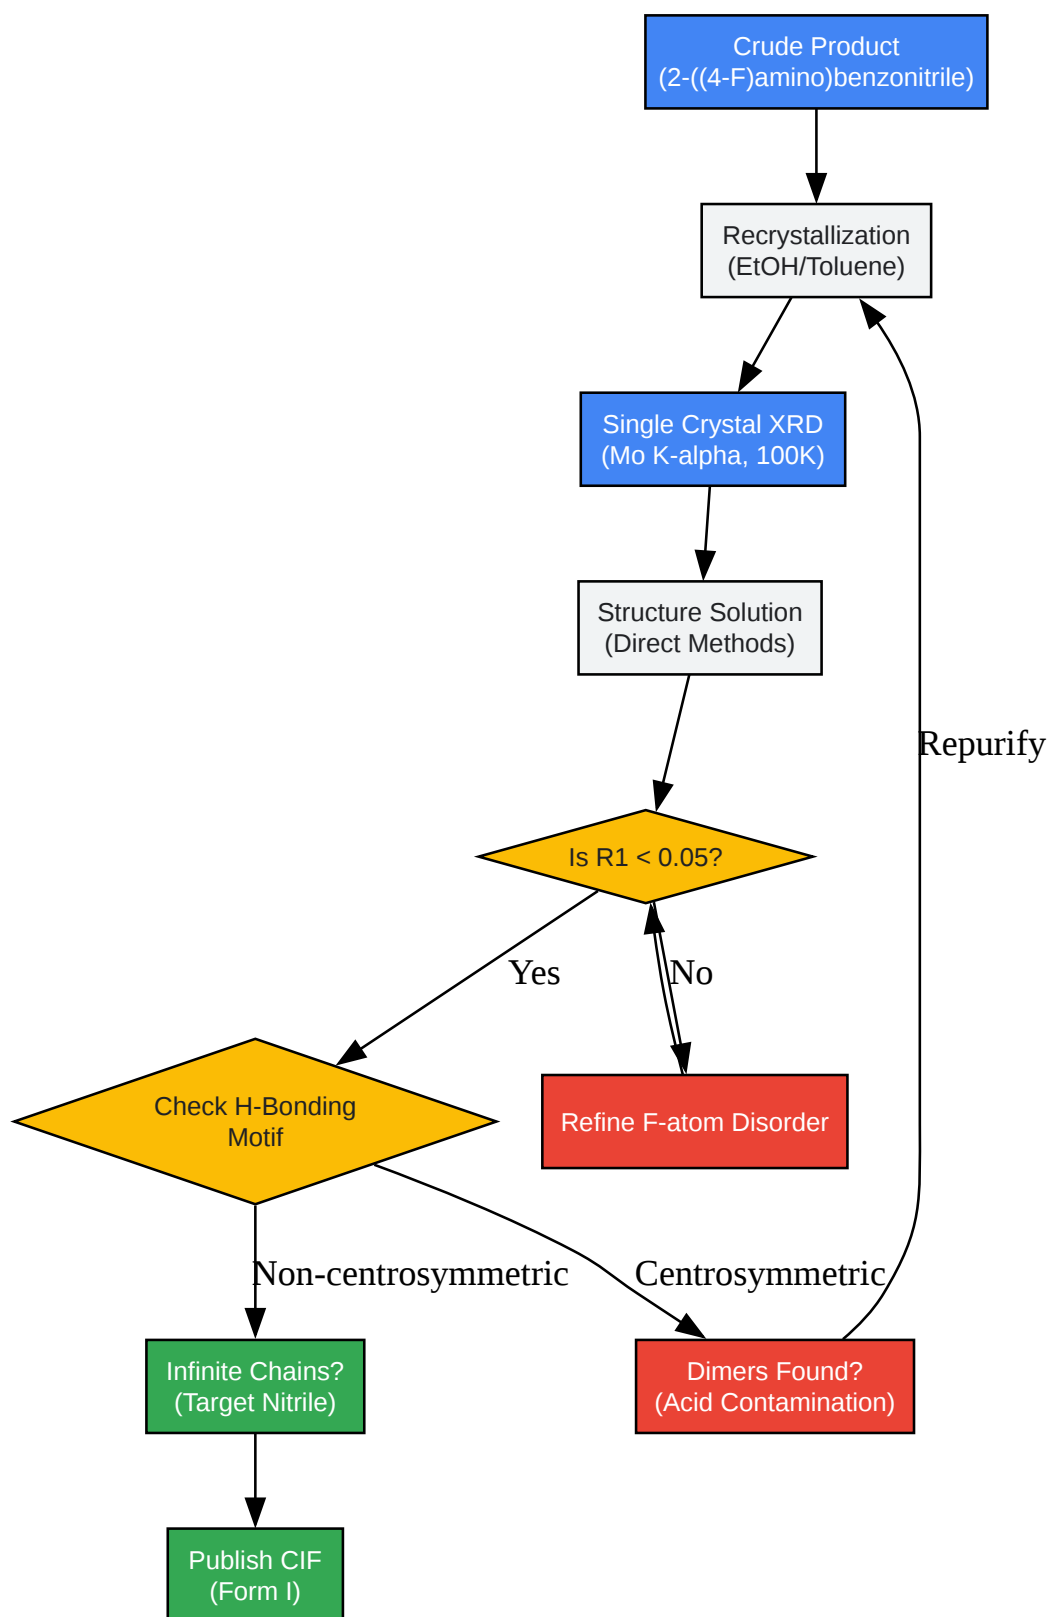 Crude Product
(2-((4-F)amino)benzonitrile)
Recrystallization
(EtOH/Toluene)
Single Crystal XRD
(Mo K-alpha, 100K)
Structure Solution
(Direct Methods)
Repurify
Is R1 < 0.05?
Yes
No
Check H-Bonding
Motif
Refine F-atom Disorder
Non-centrosymmetric
Centrosymmetric
Infinite Chains?
(Target Nitrile)
Dimers Found?
(Acid Contamination)
Publish CIF
(Form I)